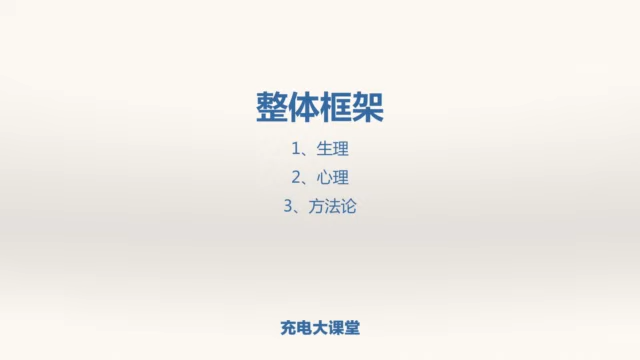 整体框架
1、生理
2、心理
3、方法论
充电大课堂